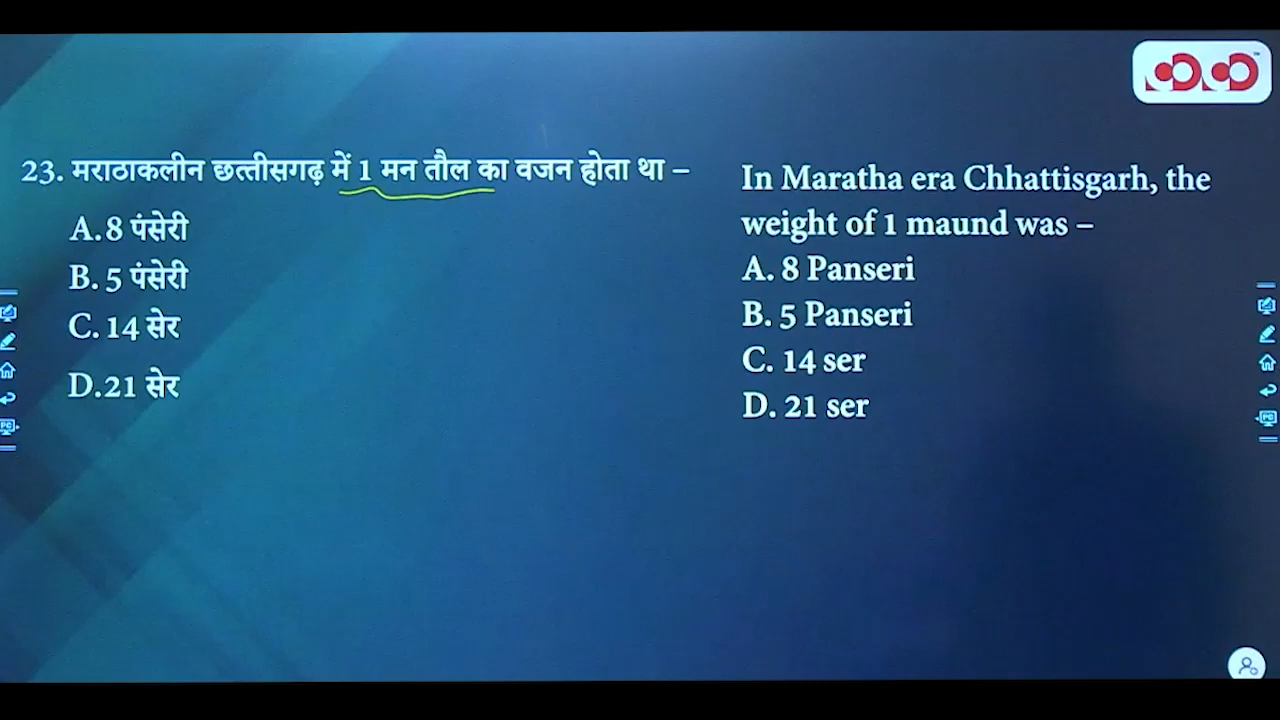 23. मराठाकलीन छत्तीसगढ़ में 1 मन तौल का वजन होता था –
A. 8 पंसेरी
B. 5 पंसेरी
C. 14 सेर
D. 21 सेर
In Maratha era Chhattisgarh, the
weight of 1 maund was –
A. 8 Panseri
B. 5 Panseri
C. 14 ser
D. 21 ser